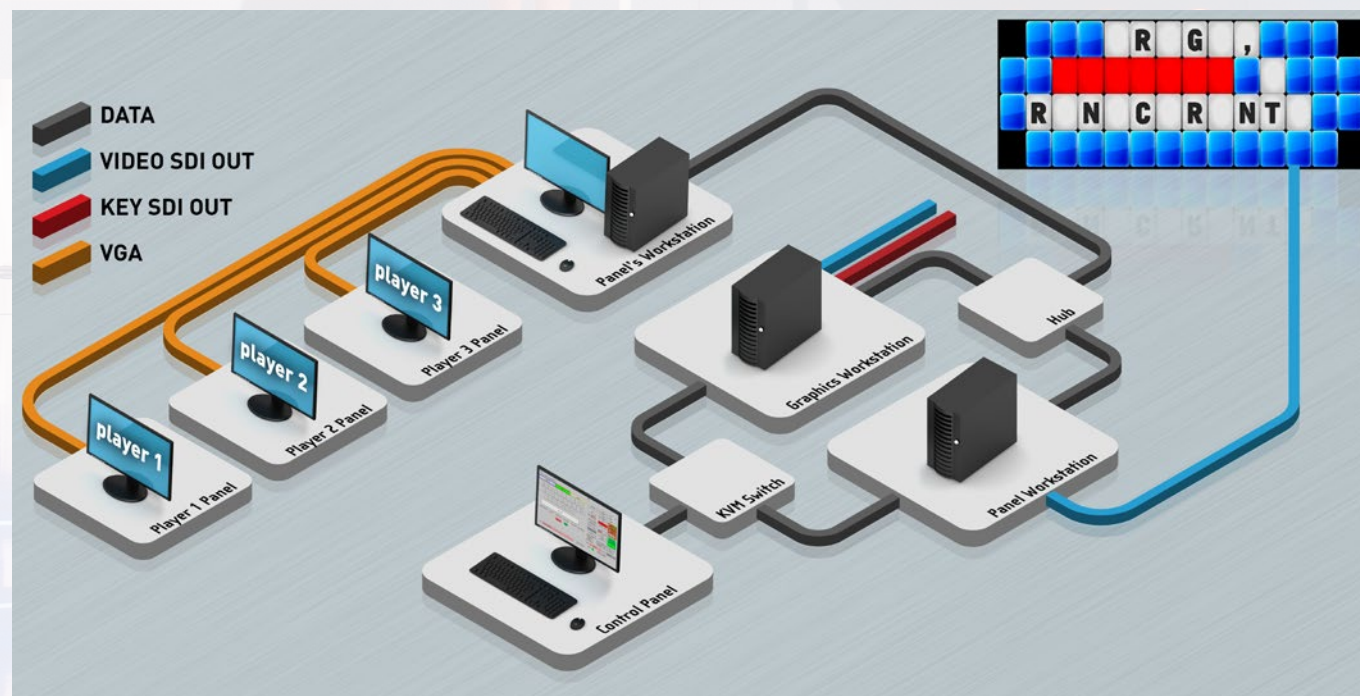 DATA
VIDEO SDI OUT
KEY SDI OUT
VGA
R G ,
R N C R NT
player 1
player 2
player 3
Player 1 Panel
Player 2 Panel
Player 3 Panel
Panel's Workstation
Graphics Workstation
Hub
Panel Workstation
KVM Switch
Control Panel